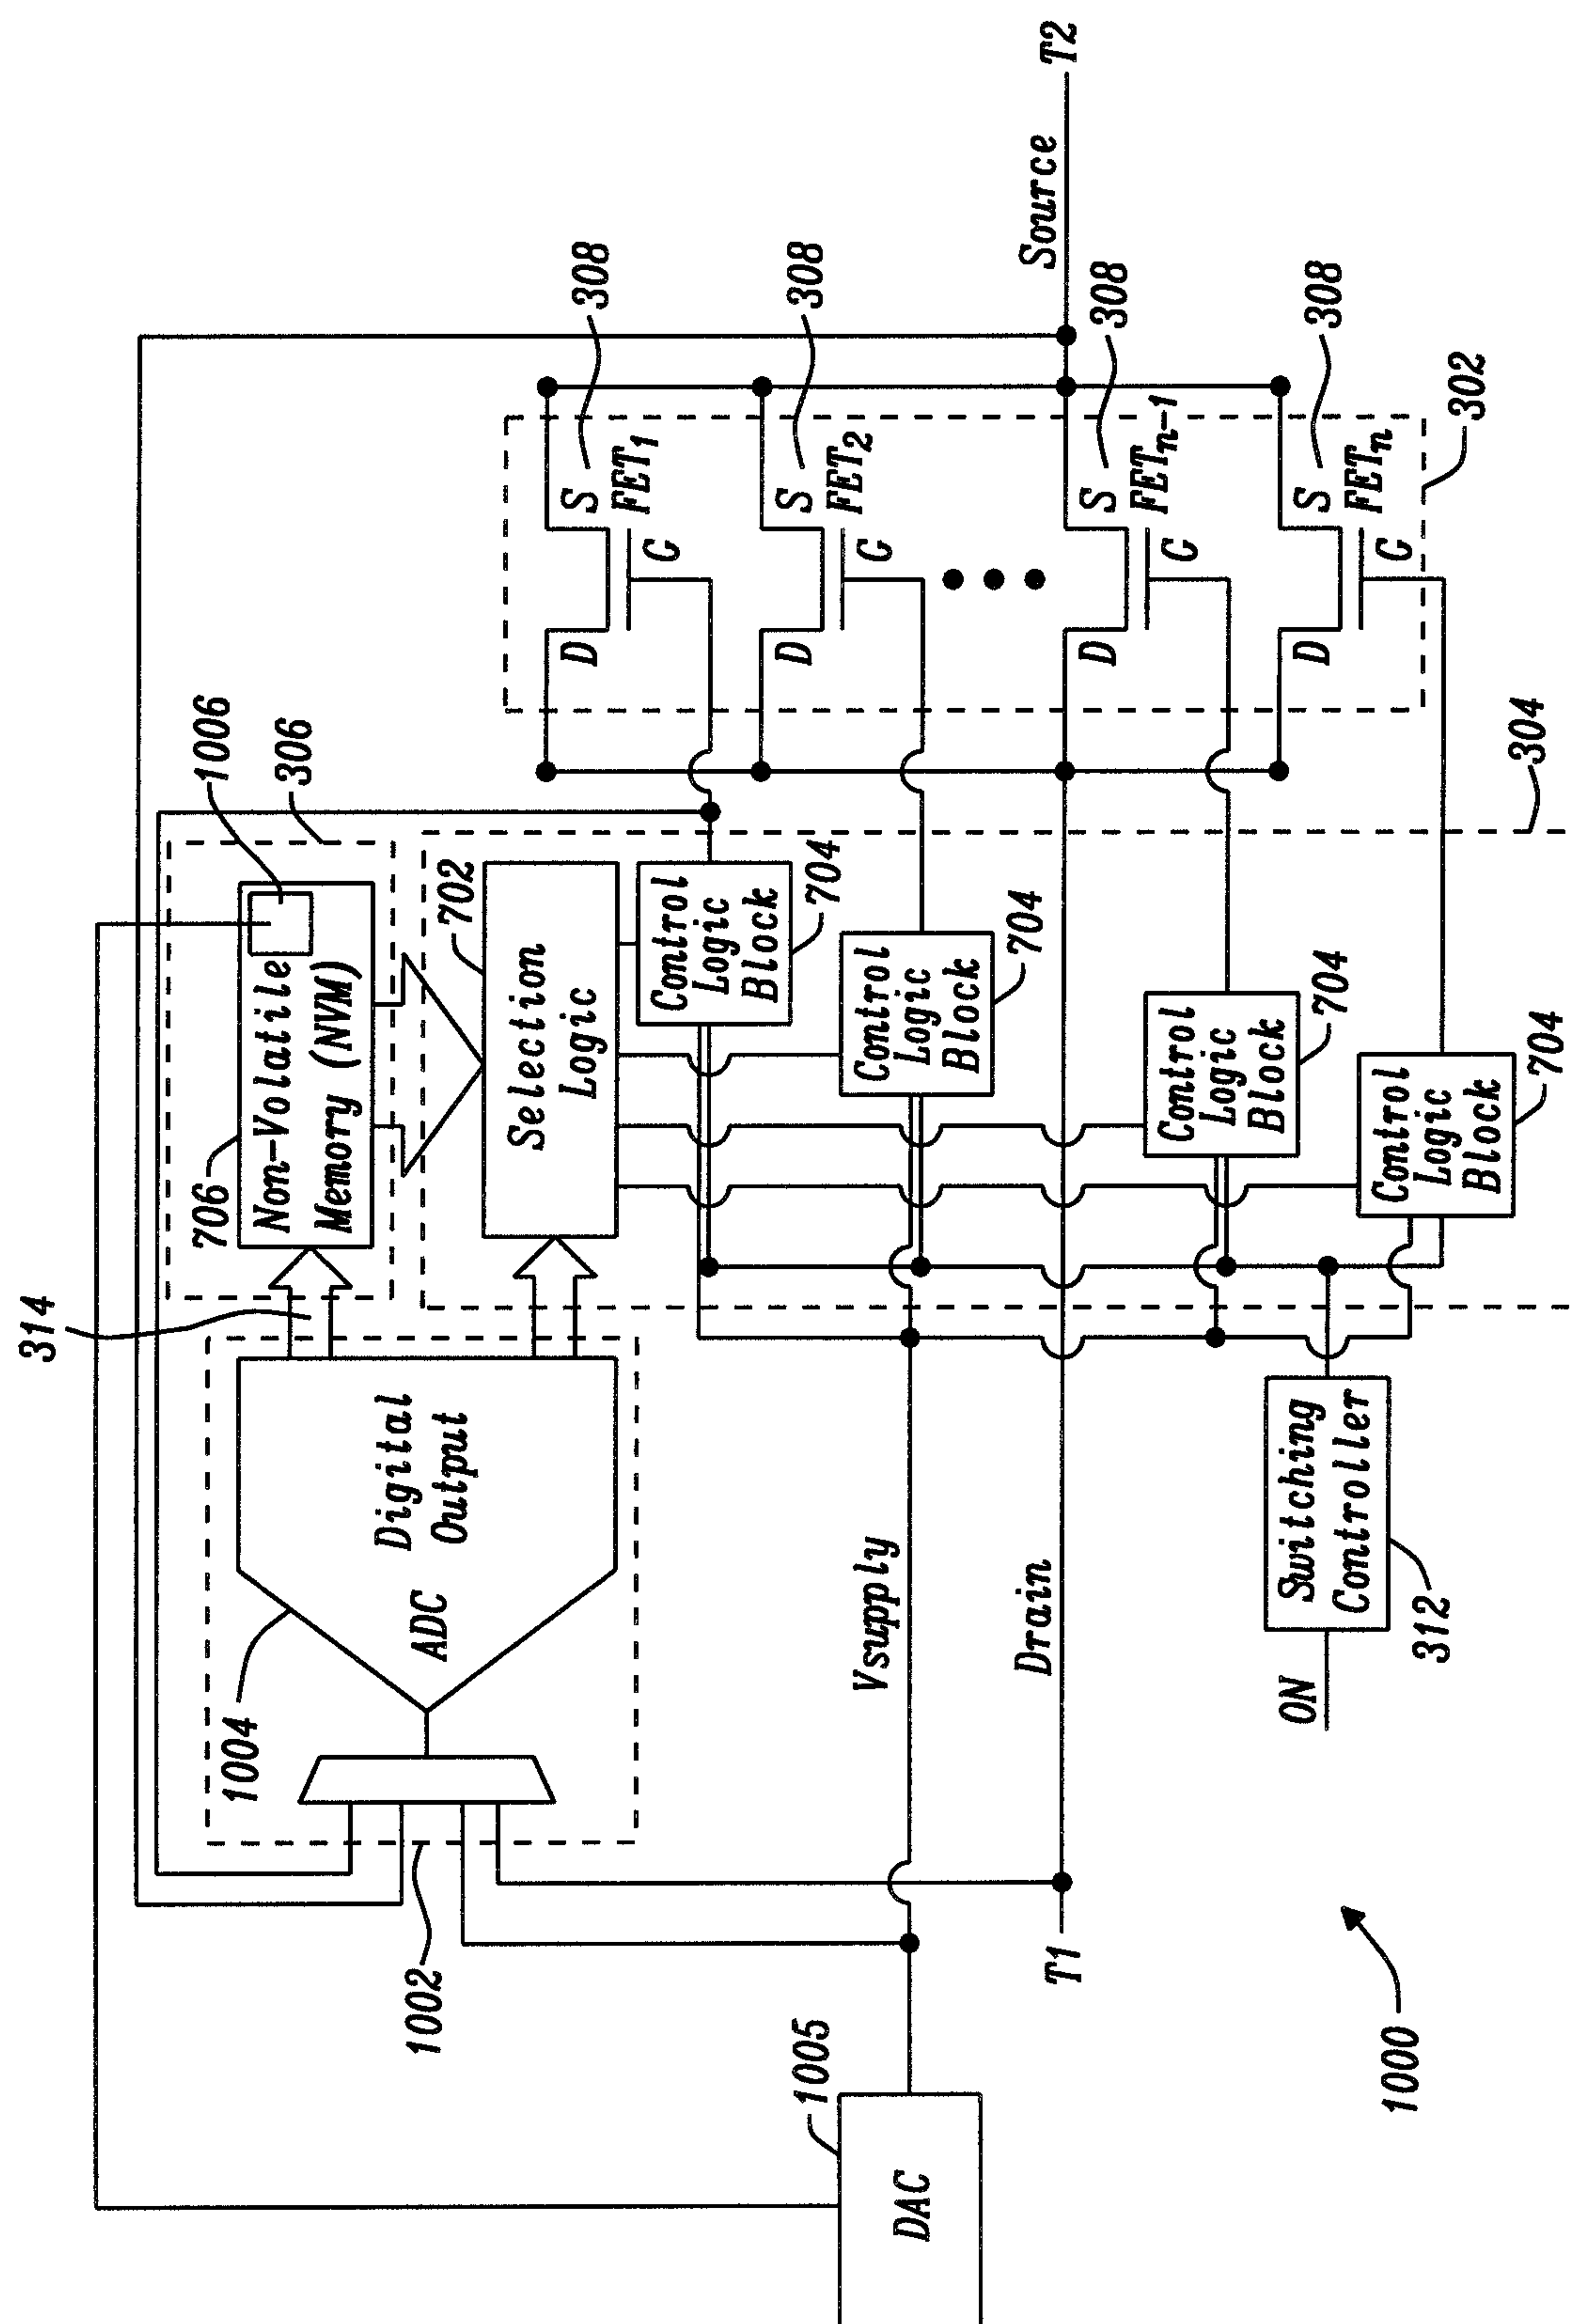 314
706
Non-Volatile
Memory (NVM)
1006
306
1004
Digital
Output
ADC
1002
702
Selection
Logic
Control
Logic
Block
704
Control
Logic
Block
704
Control
Logic
Block
704
Control
Logic
Block
704
304
D
S
G
FET1
308
D
S
G
FET2
308
D
S
G
FETn-1
308
D
S
G
FETn
308
302
Source
T2
1005
DAC
Vsupply
T1
Drain
ON
Switching
Controller
312
1000